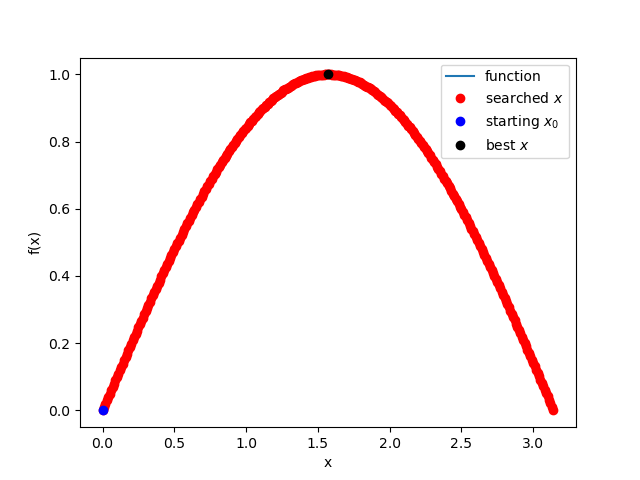 function
searched x
starting x₀
best x
1.0
0.8
0.6
0.4
0.2
0.0
f(x)
0.0 0.5 1.0 1.5 2.0 2.5 3.0
x